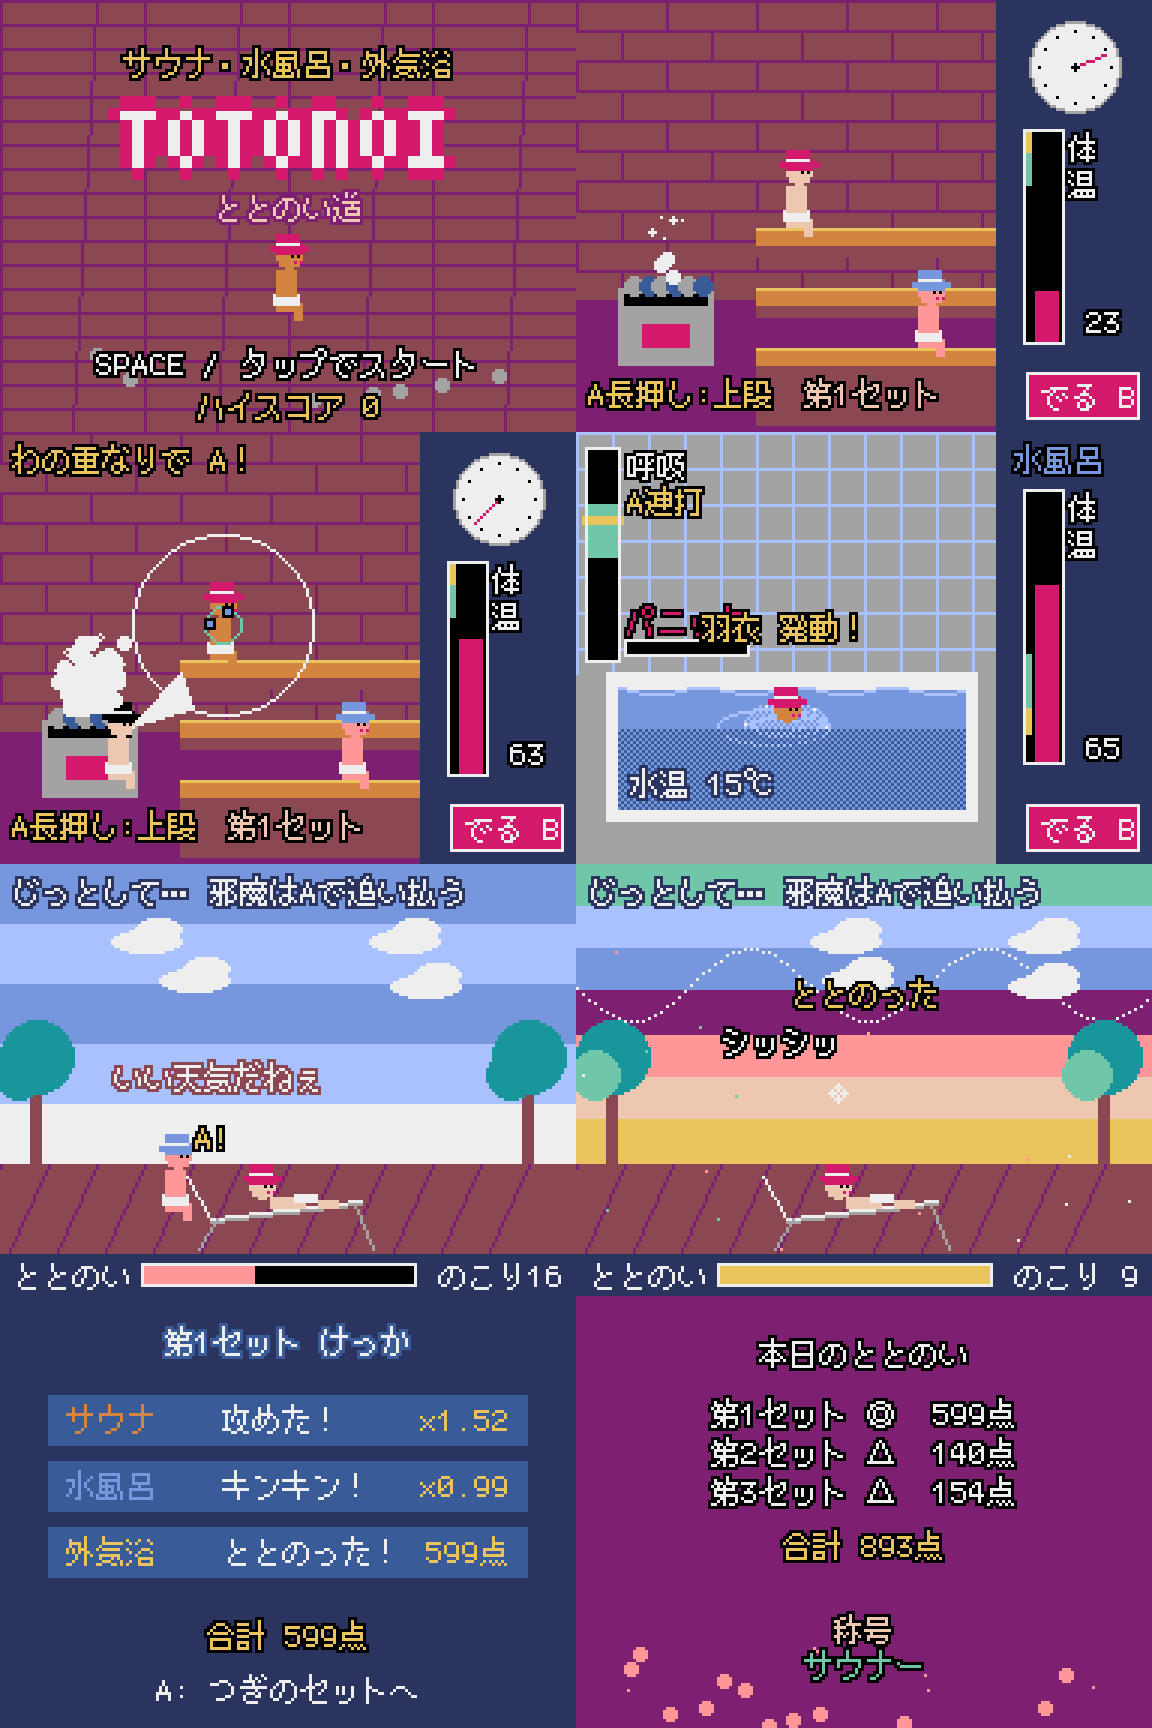 サウナ・水風呂・外気浴
TOTONOI
ととのい道
SPACE / タップでスタート
ハイスコア 0
体温
23
A長押し:上段 第1セット
でる B
わの重なりで A!
体温
63
A長押し:上段 第1セット
でる B
呼吸
A連打
羽衣 発動!
水温 15℃
水風呂
体温
65
でる B
じっとして… 邪魔はAで追い払う
いい天気だねぇ
A!
ととのい のこり16
じっとして… 邪魔はAで追い払う
ととのった
シッシッ
ととのい のこり 9
第1セット けっか
サウナ 攻めた! x1.52
水風呂 キンキン! x0.99
外気浴 ととのった! 599点
合計 599点
A: つぎのセットへ
本日のととのい
第1セット ◎ 599点
第2セット △ 140点
第3セット △ 154点
合計 893点
称号
サウナー